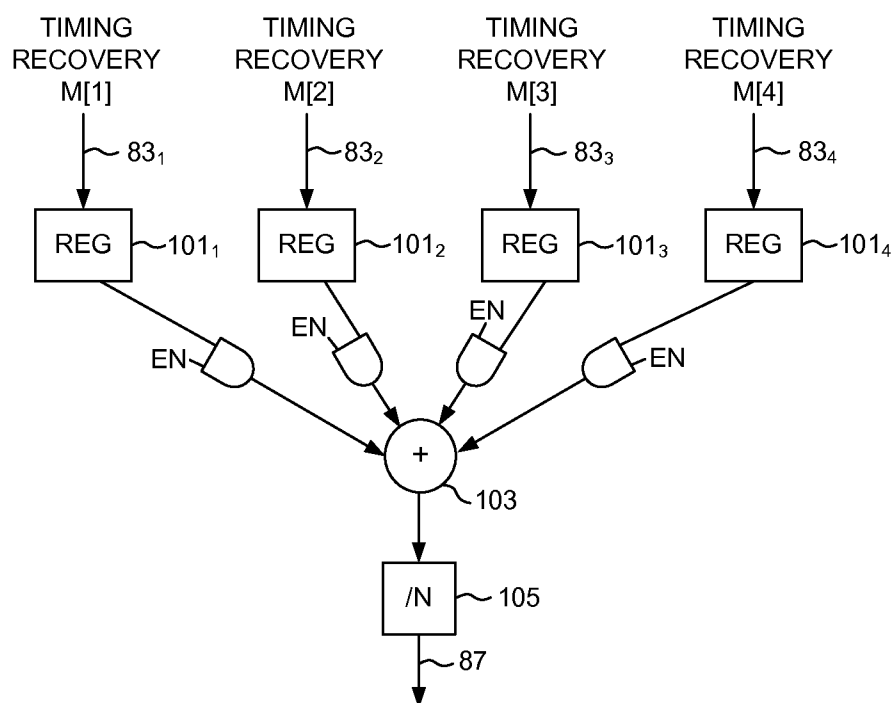 TIMING RECOVERY M[1]
TIMING RECOVERY M[2]
TIMING RECOVERY M[3]
TIMING RECOVERY M[4]
83₁
83₂
83₃
83₄
REG
101₁
REG
101₂
REG
101₃
REG
101₄
EN
EN
EN
EN
+
103
/N
105
87